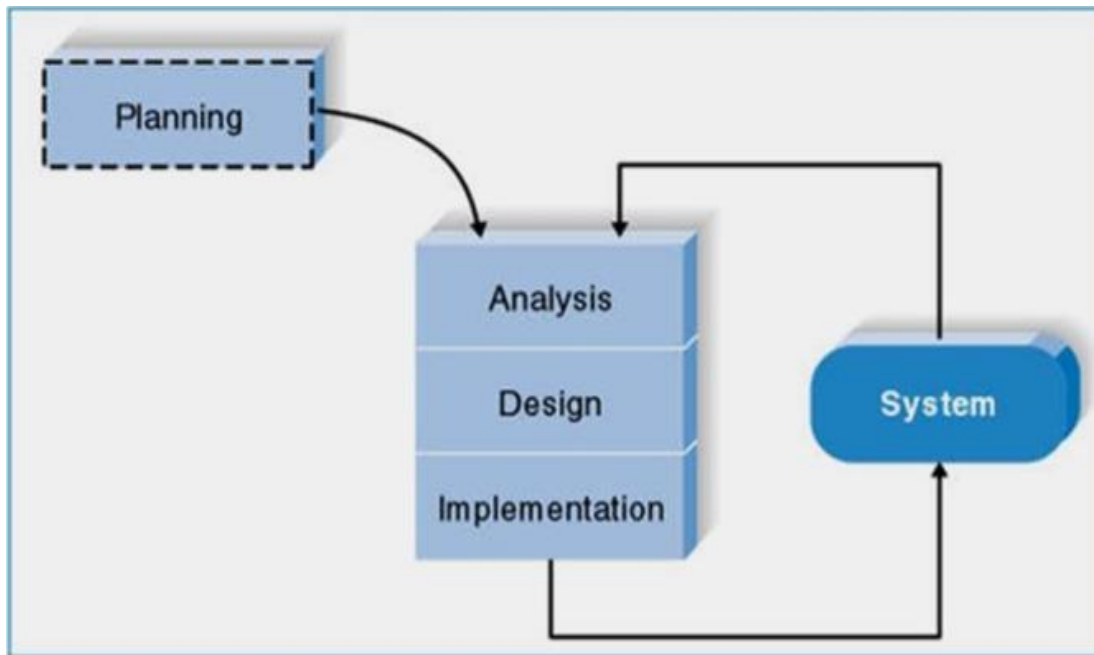 Planning
Analysis
Design
Implementation
System